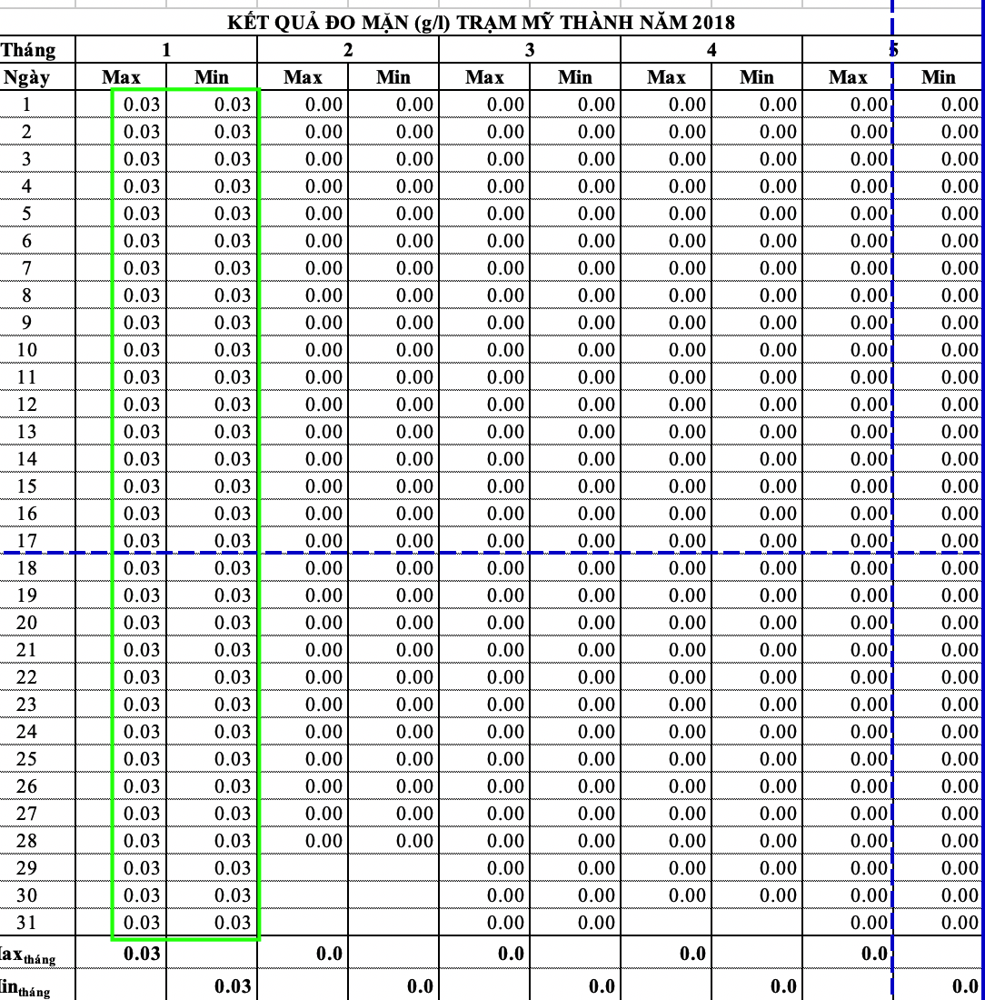 KẾT QUẢ ĐO MẶN (g/l) TRẠM MỸ THÀNH NĂM 2018
Tháng 1 2 3 4 5
Ngày Max Min Max Min Max Min Max Min Max Min
1 0.03 0.03 0.00 0.00 0.00 0.00 0.00 0.00 0.00 0.00
2 0.03 0.03 0.00 0.00 0.00 0.00 0.00 0.00 0.00 0.00
3 0.03 0.03 0.00 0.00 0.00 0.00 0.00 0.00 0.00 0.00
4 0.03 0.03 0.00 0.00 0.00 0.00 0.00 0.00 0.00 0.00
5 0.03 0.03 0.00 0.00 0.00 0.00 0.00 0.00 0.00 0.00
6 0.03 0.03 0.00 0.00 0.00 0.00 0.00 0.00 0.00 0.00
7 0.03 0.03 0.00 0.00 0.00 0.00 0.00 0.00 0.00 0.00
8 0.03 0.03 0.00 0.00 0.00 0.00 0.00 0.00 0.00 0.00
9 0.03 0.03 0.00 0.00 0.00 0.00 0.00 0.00 0.00 0.00
10 0.03 0.03 0.00 0.00 0.00 0.00 0.00 0.00 0.00 0.00
11 0.03 0.03 0.00 0.00 0.00 0.00 0.00 0.00 0.00 0.00
12 0.03 0.03 0.00 0.00 0.00 0.00 0.00 0.00 0.00 0.00
13 0.03 0.03 0.00 0.00 0.00 0.00 0.00 0.00 0.00 0.00
14 0.03 0.03 0.00 0.00 0.00 0.00 0.00 0.00 0.00 0.00
15 0.03 0.03 0.00 0.00 0.00 0.00 0.00 0.00 0.00 0.00
16 0.03 0.03 0.00 0.00 0.00 0.00 0.00 0.00 0.00 0.00
17 0.03 0.03 0.00 0.00 0.00 0.00 0.00 0.00 0.00 0.00
18 0.03 0.03 0.00 0.00 0.00 0.00 0.00 0.00 0.00 0.00
19 0.03 0.03 0.00 0.00 0.00 0.00 0.00 0.00 0.00 0.00
20 0.03 0.03 0.00 0.00 0.00 0.00 0.00 0.00 0.00 0.00
21 0.03 0.03 0.00 0.00 0.00 0.00 0.00 0.00 0.00 0.00
22 0.03 0.03 0.00 0.00 0.00 0.00 0.00 0.00 0.00 0.00
23 0.03 0.03 0.00 0.00 0.00 0.00 0.00 0.00 0.00 0.00
24 0.03 0.03 0.00 0.00 0.00 0.00 0.00 0.00 0.00 0.00
25 0.03 0.03 0.00 0.00 0.00 0.00 0.00 0.00 0.00 0.00
26 0.03 0.03 0.00 0.00 0.00 0.00 0.00 0.00 0.00 0.00
27 0.03 0.03 0.00 0.00 0.00 0.00 0.00 0.00 0.00 0.00
28 0.03 0.03 0.00 0.00 0.00 0.00 0.00 0.00 0.00 0.00
29 0.03 0.03 0.00 0.00 0.00 0.00 0.00 0.00
30 0.03 0.03 0.00 0.00 0.00 0.00 0.00 0.00
31 0.03 0.03 0.00 0.00 0.00 0.00
ax tháng 0.03 0.0 0.0 0.0 0.0
in tháng 0.03 0.0 0.0 0.0 0.0